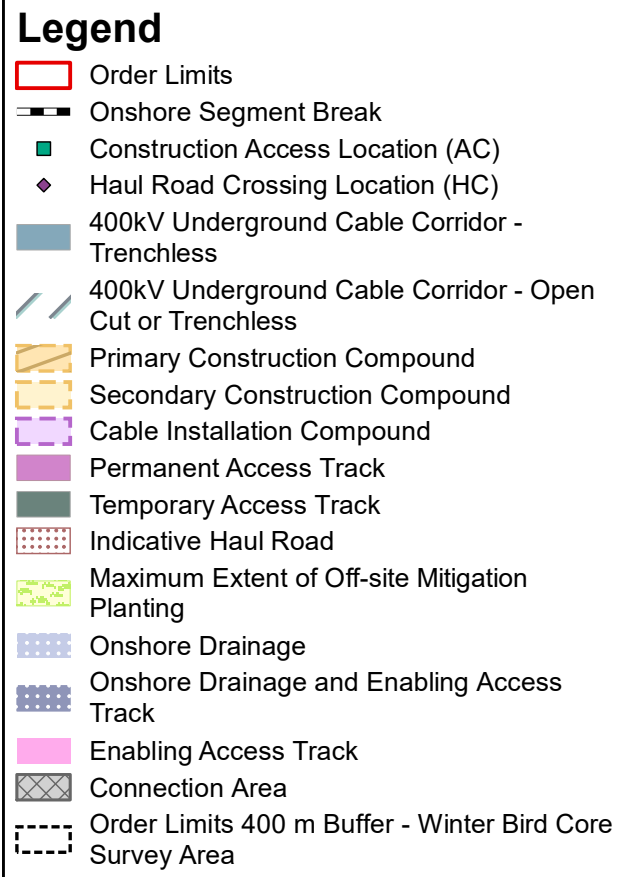 Legend
Order Limits
Onshore Segment Break
Construction Access Location (AC)
Haul Road Crossing Location (HC)
400kV Underground Cable Corridor -
Trenchless
400kV Underground Cable Corridor - Open
Cut or Trenchless
Primary Construction Compound
Secondary Construction Compound
Cable Installation Compound
Permanent Access Track
Temporary Access Track
Indicative Haul Road
Maximum Extent of Off-site Mitigation
Planting
Onshore Drainage
Onshore Drainage and Enabling Access
Track
Enabling Access Track
Connection Area
Order Limits 400 m Buffer - Winter Bird Core
Survey Area